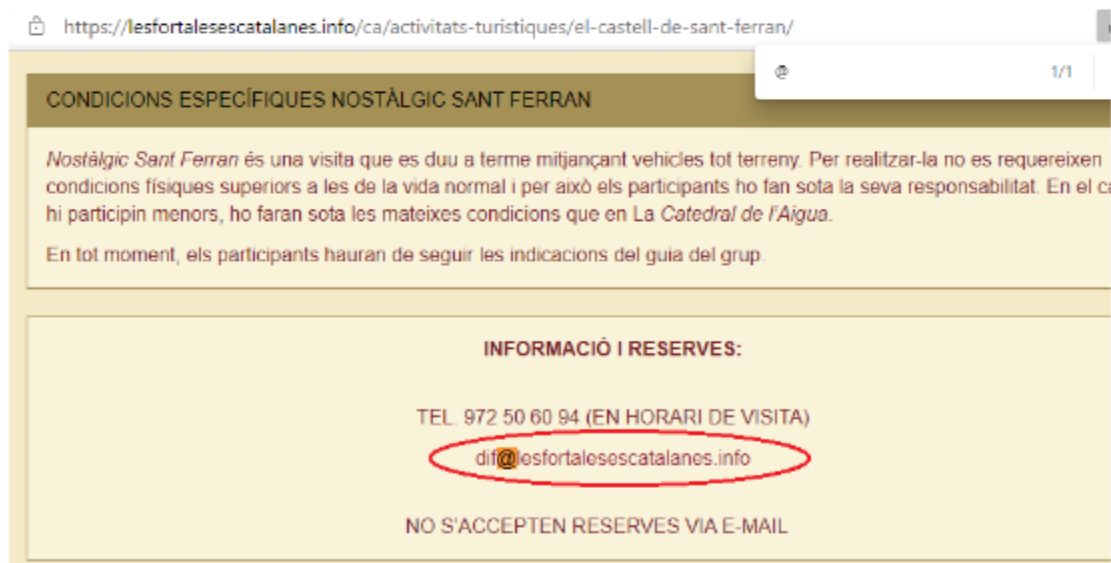 https://lesfortalesescatalanes.info/ca/activitats-turistiques/el-castell-de-sant-ferran/
@ 1/1
CONDICIONS ESPECÍFIQUES NOSTÀLGIC SANT FERRAN
Nostàlgic Sant Ferran és una visita que es duu a terme mitjançant vehicles tot terreny. Per realitzar-la no es requereixen
condicions físiques superiors a les de la vida normal i per això els participants ho fan sota la seva responsabilitat. En el
hi participin menors, ho faran sota les mateixes condicions que en La Catedral de l'Aigua.
En tot moment, els participants hauran de seguir les indicacions del guia del grup.
INFORMACIÓ I RESERVES:
TEL. 972 50 60 94 (EN HORARI DE VISITA)
dif@lesfortalesescatalanes.info
NO S'ACCEPTEN RESERVES VIA E-MAIL